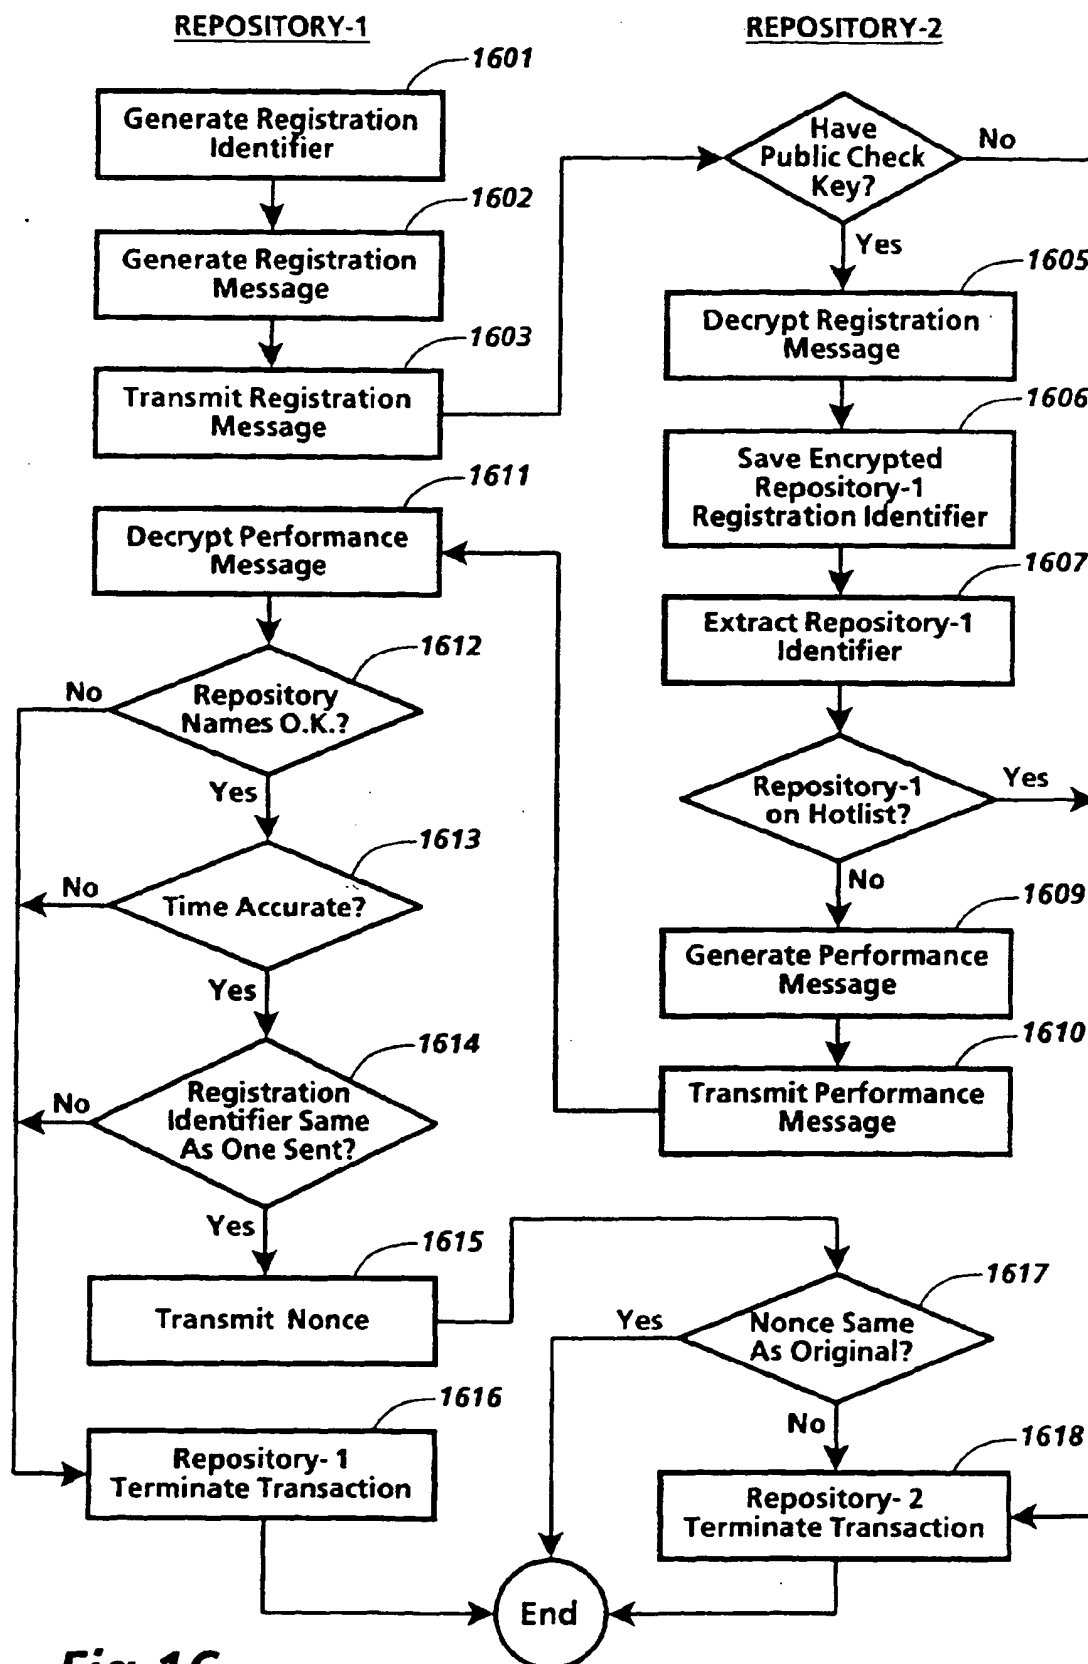 REPOSITORY-1
1601
Generate Registration
Identifier
1602
Generate Registration
Message
1603
Transmit Registration
Message
1611
Decrypt Performance
Message
1612
Repository
Names O.K.?
No
Yes
1613
Time Accurate?
No
Yes
1614
Registration
Identifier Same
As One Sent?
No
Yes
1615
Transmit Nonce
1616
Repository- 1
Terminate Transaction
REPOSITORY-2
Have
Public Check
Key?
No
Yes
1605
Decrypt Registration
Message
1606
Save Encrypted
Repository-1
Registration Identifier
1607
Extract Repository-1
Identifier
Repository-1
on Hotlist?
Yes
No
1609
Generate Performance
Message
1610
Transmit Performance
Message
1617
Nonce Same
As Original?
Yes
No
1618
Repository- 2
Terminate Transaction
End